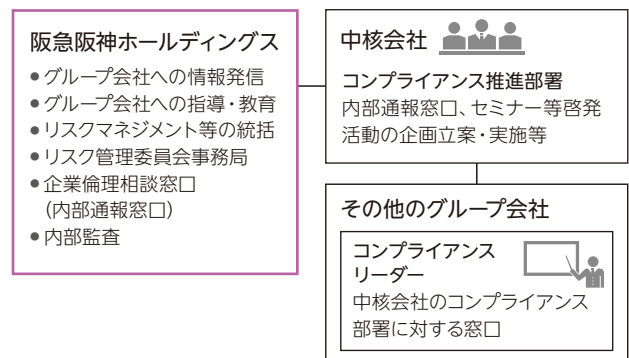 阪急阪神ホールディングス
●グループ会社への情報発信
●グループ会社への指導・教育
●リスクマネジメント等の統括
●リスク管理委員会事務局
●企業倫理相談窓口
（内部通報窓口）
●内部監査
中核会社
コンプライアンス推進部署
内部通報窓口、セミナー等啓発
活動の企画立案・実施等
その他のグループ会社
コンプライアンス
リーダー
中核会社のコンプライアンス
部署に対する窓口